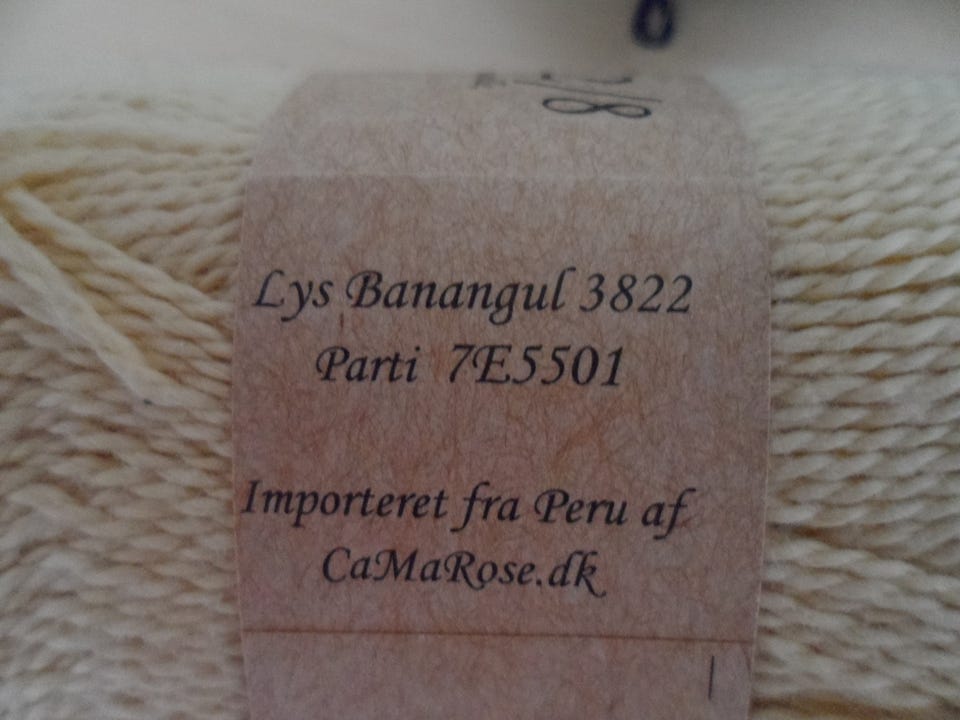 Lys Banangul 3822
Parti 7E5501
Importeret fra Peru af
CaMaRose.dk